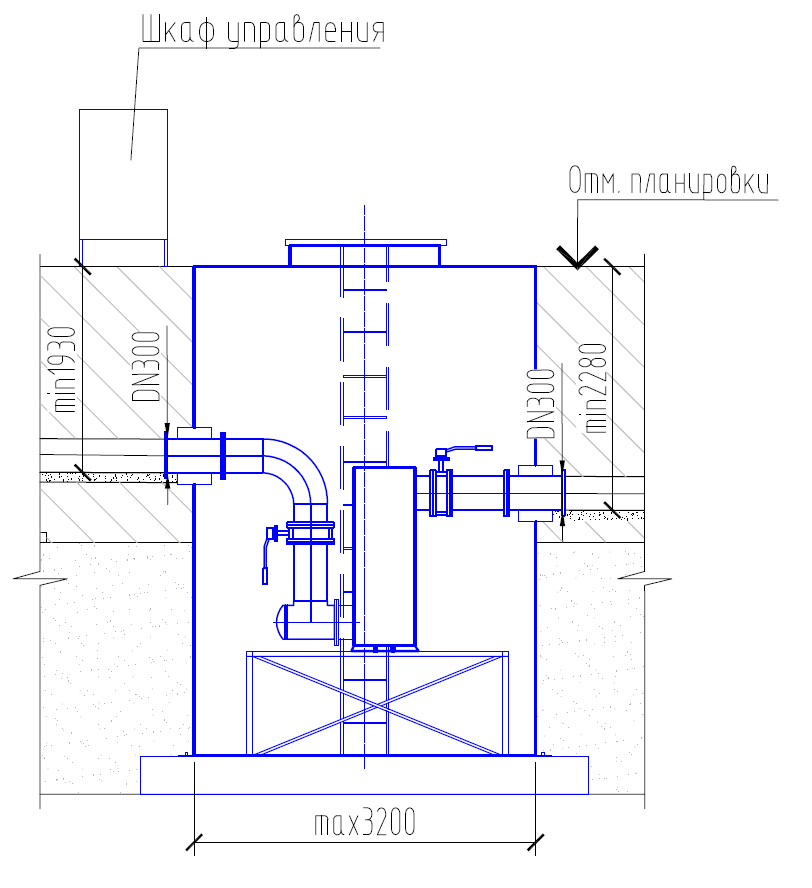 Шкаф управления
Отм. планировки
min1930
DN300
DN300
min2280
max3200